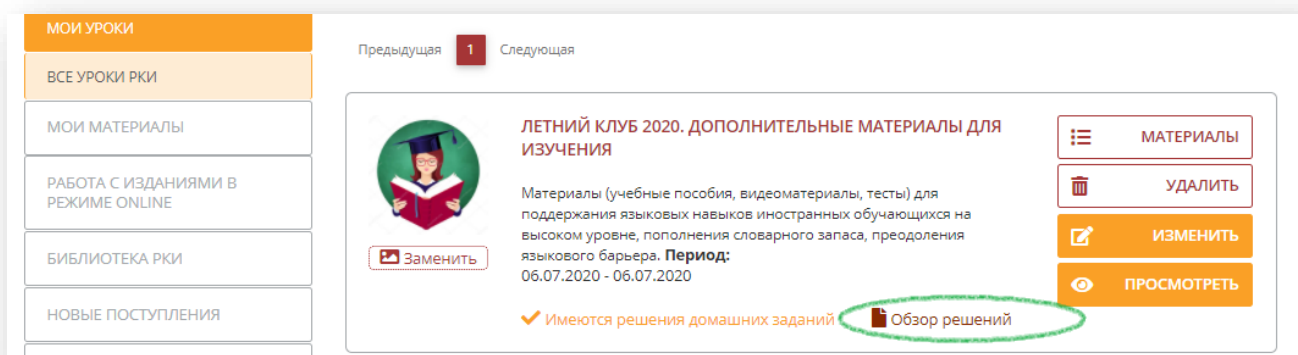 МОИ УРОКИ
ВСЕ УРОКИ РКИ
МОИ МАТЕРИАЛЫ
РАБОТА С ИЗДАНИЯМИ В
РЕЖИМЕ ONLINE
БИБЛИОТЕКА РКИ
НОВЫЕ ПОСТУПЛЕНИЯ
Предыдущая 1 Следующая
ЛЕТНИЙ КЛУБ 2020. ДОПОЛНИТЕЛЬНЫЕ МАТЕРИАЛЫ ДЛЯ
ИЗУЧЕНИЯ
Материалы (учебные пособия, видеоматериалы, тесты) для
поддержания языковых навыков иностранных обучающихся на
высоком уровне, пополнения словарного запаса, преодоления
языкового барьера. Период:
06.07.2020 - 06.07.2020
Заменить
Имеются решения домашних заданий
Обзор решений
МАТЕРИАЛЫ
УДАЛИТЬ
ИЗМЕНИТЬ
ПРОСМОТРЕТЬ